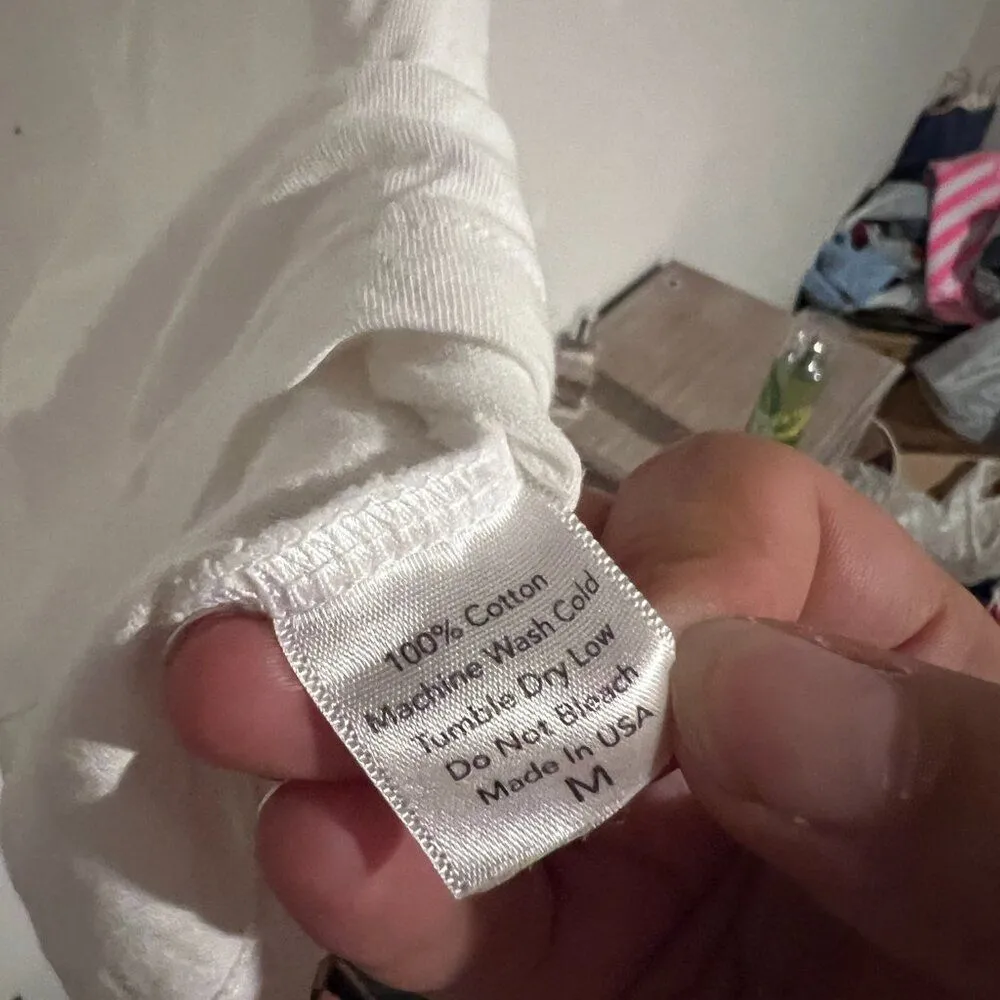 100% Cotton
Machine Wash Cold
Tumble Dry Low
Do Not Bleach
Made In USA
M